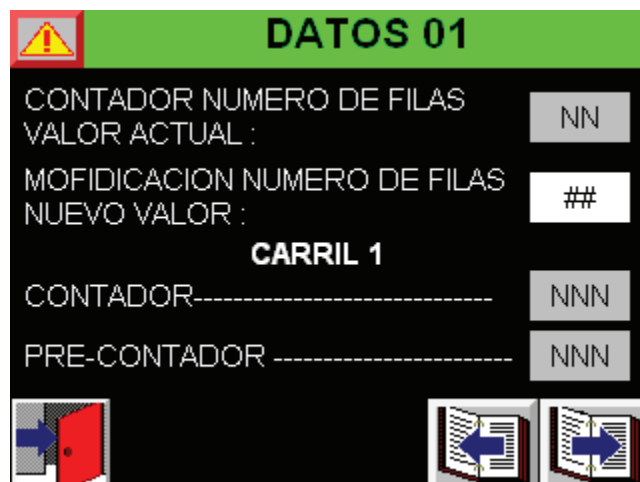 DATOS 01
CONTADOR NUMERO DE FILAS
VALOR ACTUAL : NN
MOFIDICACION NUMERO DE FILAS
NUEVO VALOR : ##
CARRIL 1
CONTADOR------------------------------ NNN
PRE-CONTADOR ------------------------ NNN